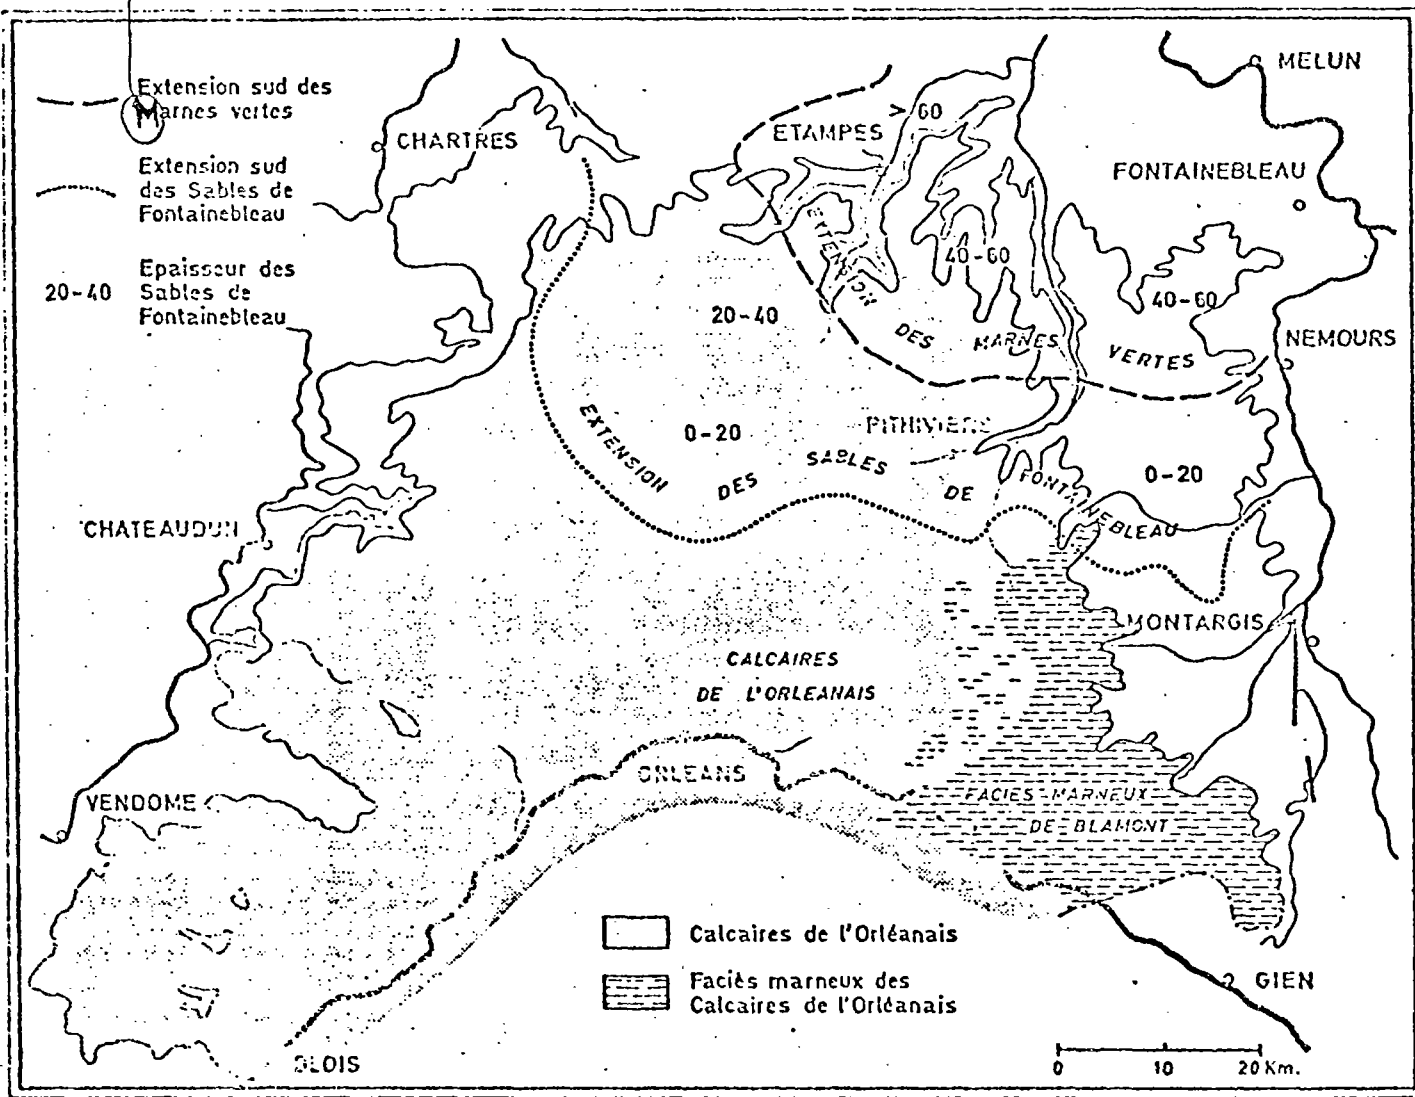 Extension sud des
Marnes vertes
Extension sud
des Sables de
Fontainebleau
20-40
Epaisseur des
Sables de
Fontainebleau
MELUN
> 60
ETAMPES
CHARTRES
FONTAINEBLEAU
40-60
40-60
20-40
EXTENSION DES MARNES VERTES
NEMOURS
0-20
PITHIVIERS
0-20
EXTENSION DES SABLES DE FONTAINEBLEAU
CHATEAUDUN
MONTARGIS
CALCAIRES
DE L'ORLEANAIS
ORLEANS
VENDOME
FACIES-MARNEUX
DE-BLAMONT
Calcaires de l'Orléanais
Faciès marneux des
Calcaires de l'Orléanais
GIEN
BLOIS
0 10 20 Km.